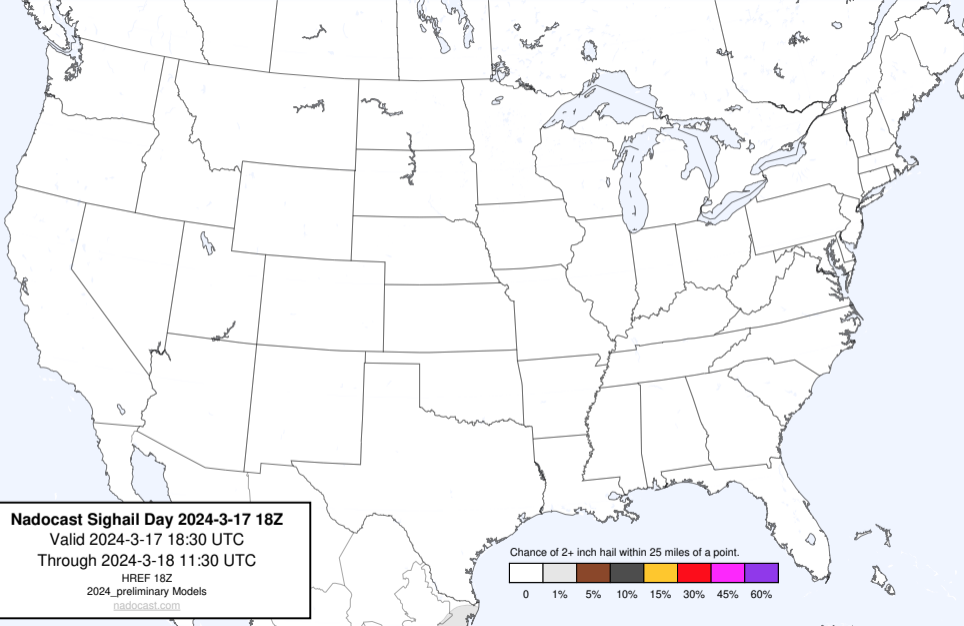 Nadocast Sighail Day 2024-3-17 18Z
Valid 2024-3-17 18:30 UTC
Through 2024-3-18 11:30 UTC
HREF 18Z
2024_preliminary Models
nadocast.com
Chance of 2+ inch hail within 25 miles of a point.
0 1% 5% 10% 15% 30% 45% 60%